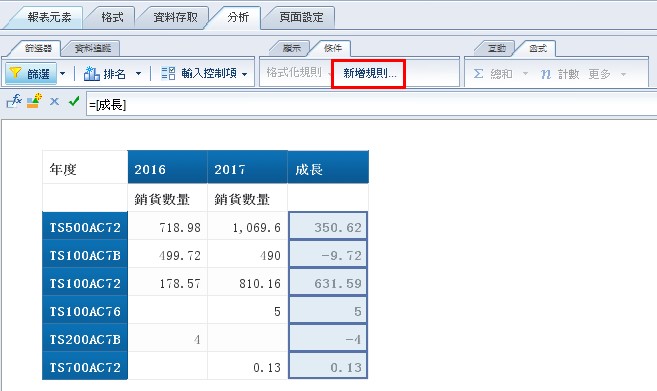 報表元素 格式 資料存取 分析 頁面設定
篩選器 資料追蹤 顯示 條件 互動 函式
篩選 排名 輸入控制項 格式化規則 新增規則... Σ 總和 n 計數 更多
=[成長]
年度 2016 2017 成長
銷貨數量 銷貨數量
TS500AC72 718.98 1,069.6 350.62
TS100AC7B 499.72 490 -9.72
TS100AC72 178.57 810.16 631.59
TS100AC76 5 5
TS200AC7B 4 -4
TS700AC72 0.13 0.13